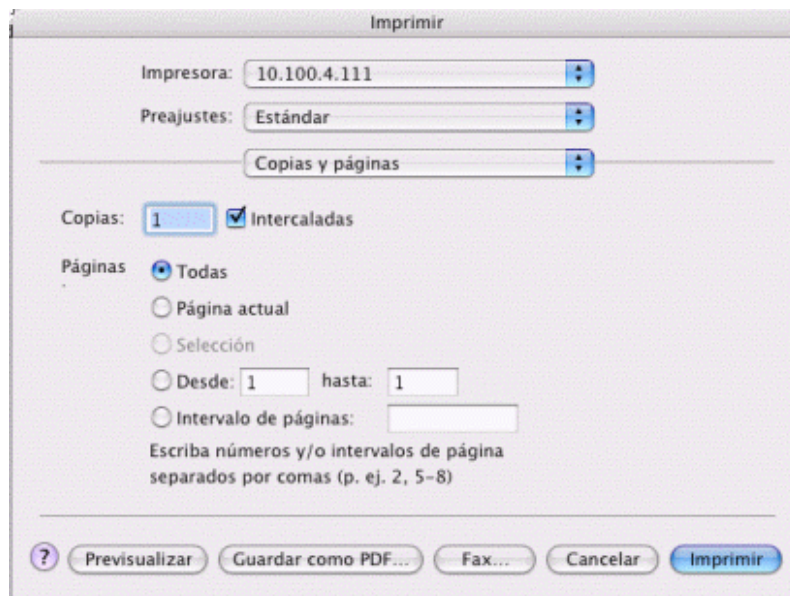 Imprimir
Impresora: 10.100.4.111
Preajustes: Estándar
Copias y páginas
Copias: 1 Intercaladas
Páginas Todas
Página actual
Selección
Desde: 1 hasta: 1
Intervalo de páginas:
Escriba números y/o intervalos de página
separados por comas (p. ej. 2, 5-8)
? Previsualizar Guardar como PDF... Fax... Cancelar Imprimir